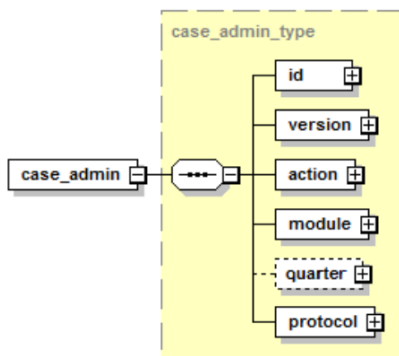 case_admin_type
id
version
case_admin
action
module
quarter
protocol